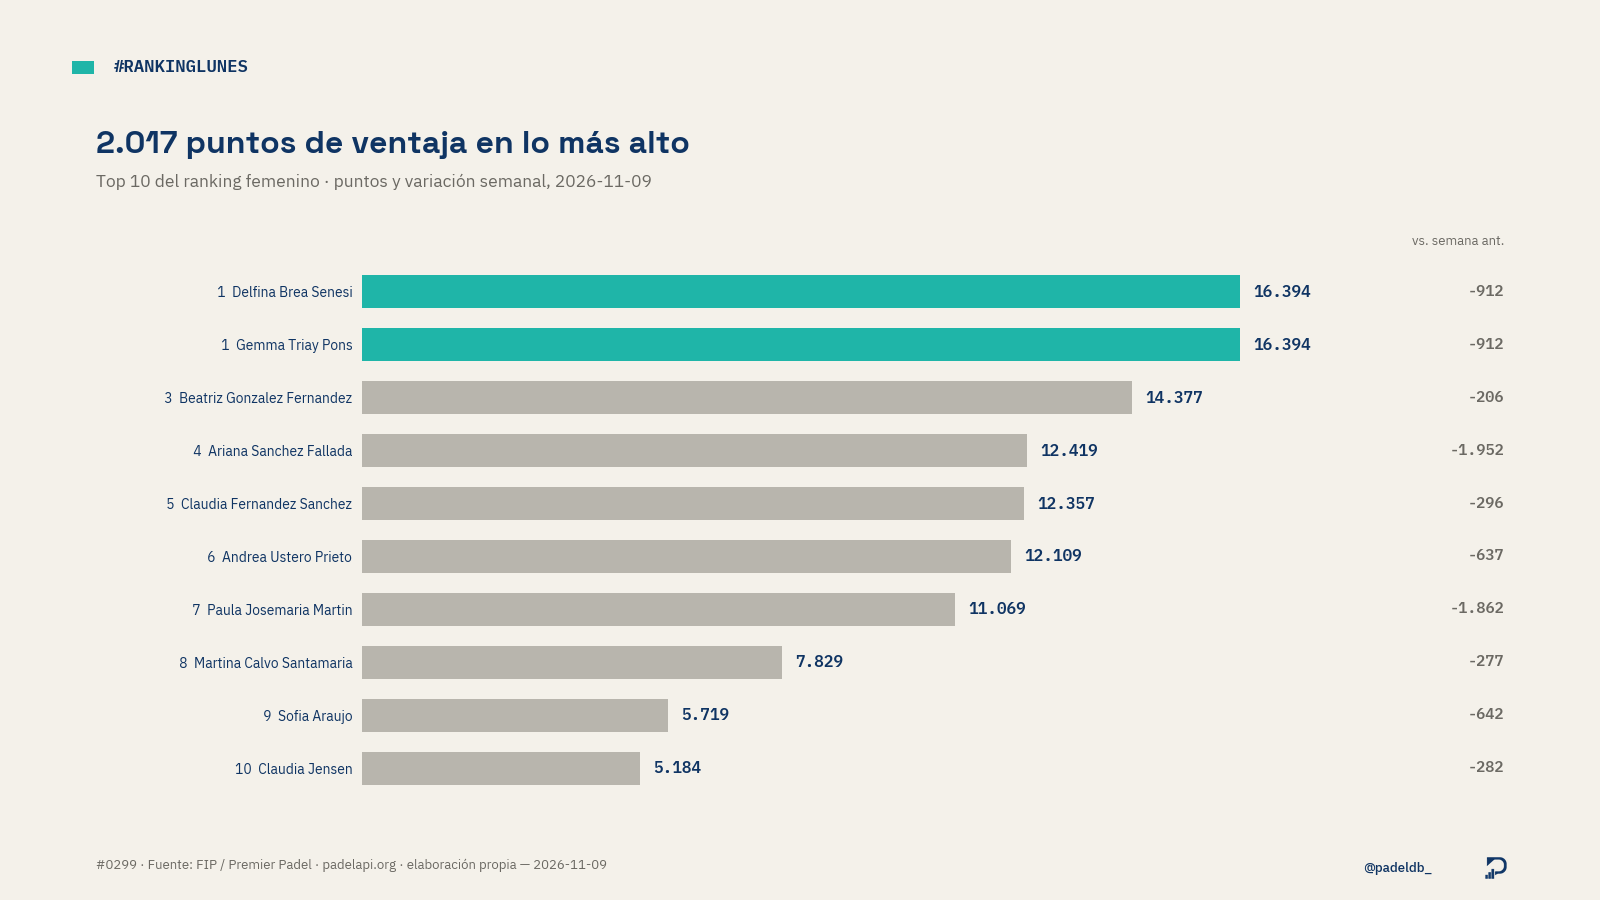 #RANKINGLUNES
2.017 puntos de ventaja en lo más alto
Top 10 del ranking femenino · puntos y variación semanal, 2026-11-09
vs. semana ant.
1 Delfina Brea Senesi 16.394 -912
1 Gemma Triay Pons 16.394 -912
3 Beatriz Gonzalez Fernandez 14.377 -206
4 Ariana Sanchez Fallada 12.419 -1.952
5 Claudia Fernandez Sanchez 12.357 -296
6 Andrea Ustero Prieto 12.109 -637
7 Paula Josemaria Martin 11.069 -1.862
8 Martina Calvo Santamaria 7.829 -277
9 Sofia Araujo 5.719 -642
10 Claudia Jensen 5.184 -282
#0299 · Fuente: FIP / Premier Padel · padelapi.org · elaboración propia — 2026-11-09
@padeldb_